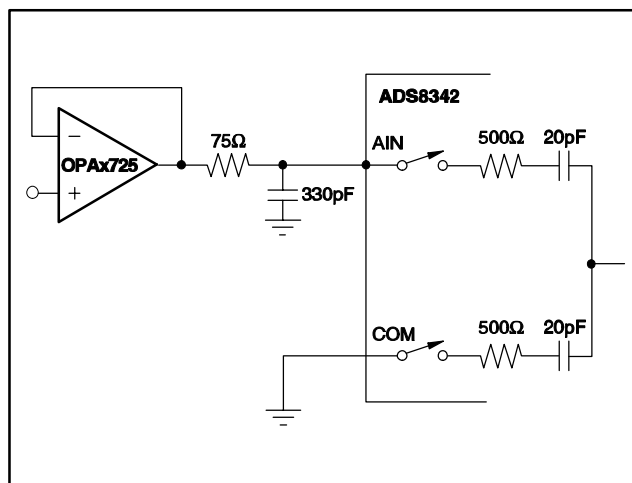 ADS8342
75Ω
AIN
500Ω
20pF
−
OPAx725
+
330pF
COM
500Ω
20pF